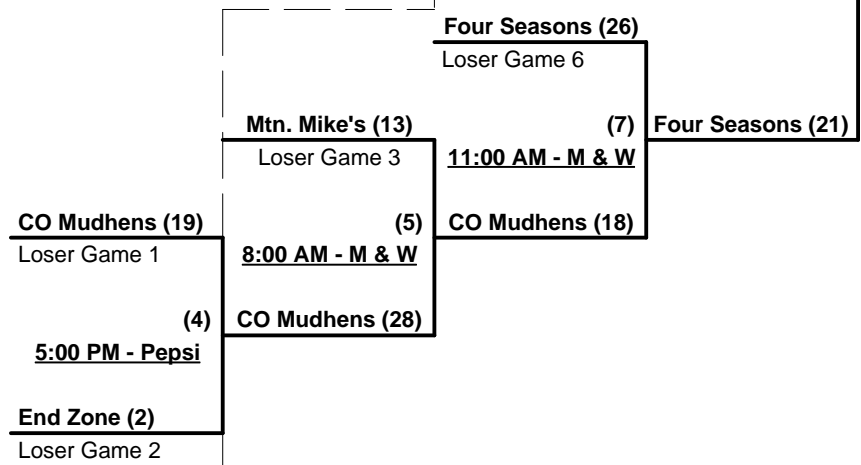 Four Seasons (26)
Loser Game 6
Mtn. Mike's (13)
(7)
Four Seasons (21)
Loser Game 3
11:00 AM - M & W
CO Mudhens (19)
(5)
CO Mudhens (18)
Loser Game 1
8:00 AM - M & W
(4)
CO Mudhens (28)
5:00 PM - Pepsi
End Zone (2)
Loser Game 2